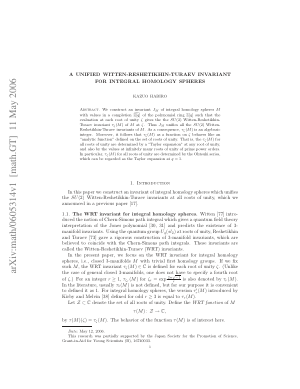 arXiv:math/0605314v1 [math.GT] 11 May 2006
A UNIFIED WITTEN-RESHETIKHIN-TURAEV INVARIANT
FOR INTEGRAL HOMOLOGY SPHERES
KAZUO HABIRO
Abstract. We construct an invariant J_M of integral homology spheres M
with values in a completion \widehat{Z[q]} of the polynomial ring Z[q] such that the
evaluation at each root of unity ζ gives the the SU(2) Witten-Reshetikhin-
Turaev invariant τ_ζ(M) of M at ζ. Thus J_M unifies all the SU(2) Witten-
Reshetikhin-Turaev invariants of M. As a consequence, τ_ζ(M) is an algebraic
integer. Moreover, it follows that τ_ζ(M) as a function on ζ behaves like an
"analytic function" defined on the set of roots of unity. That is, the τ_ζ(M) for
all roots of unity are determined by a "Taylor expansion" at any root of unity,
and also by the values at infinitely many roots of unity of prime power orders.
In particular, τ_ζ(M) for all roots of unity are determined by the Ohtsuki series,
which can be regarded as the Taylor expansion at q = 1.
1. Introduction
In this paper we construct an invariant of integral homology spheres which unifies
the SU(2) Witten-Reshetikhin-Turaev invariants at all roots of unity, which we
announced in a previous paper
1.1. The WRT invariant for integral homology spheres. Witten [77] intro-
duced the notion of Chern-Simons path integral which gives a quantum field theory
interpretation of the Jones polynomial and predicts the existence of
manifold invariants. Using the quantum group U_q(sl_2) at roots of unity, Reshetikhin
and Turaev gave a rigorous construction of 3-manifold invariants, which are
believed to coincide with the Chern-Simons path integrals. These invariants are
called the Witten-Reshetikhin-Turaev (WRT) invariants.
In the present paper, we focus on the WRT invariant for integral homology
spheres, i.e., closed 3-manifolds M with trivial first homology groups.
each M, the WRT invariant τ_ζ(M) ∈ C is defined for each root of unity ζ. (Unlike
the case of general closed 3-manifolds, one does not have to specify a fourth root
of ζ.) For an integer r ≥ 1, is also denoted by τ_r(M).
In the literature, usually τ_1(M) is not defined, but for our purpose it is convenient
to define it as 1. For integral homology spheres, the version τ'_r(M) introduced by
Kirby and Melvin for odd r ≥ 3 is equal to τ_r(M).
Let Z ⊂ C denote the set of all roots of unity. Define the WRT function of M
τ(M): Z → C,
by τ(M)(ζ) = τ_ζ(M). The behavior of the function τ(M) is of interest here.
Date: May 12, 2006.
This research was partially supported by the Japan Society for the Promotion of Science,
Grant-in-Aid for Young Scientists (B),
1